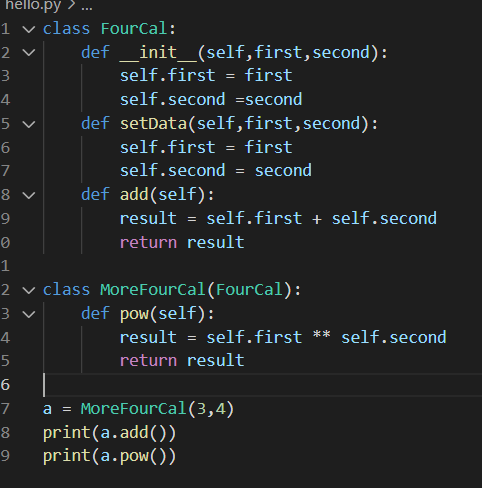 hello.py > ...
1 class FourCal:
2     def __init__(self,first,second):
3         self.first = first
4         self.second =second
5     def setData(self,first,second):
6         self.first = first
7         self.second = second
8     def add(self):
9         result = self.first + self.second
0         return result
1
2 class MoreFourCal(FourCal):
3     def pow(self):
4         result = self.first ** self.second
5         return result
6
7 a = MoreFourCal(3,4)
8 print(a.add())
9 print(a.pow())